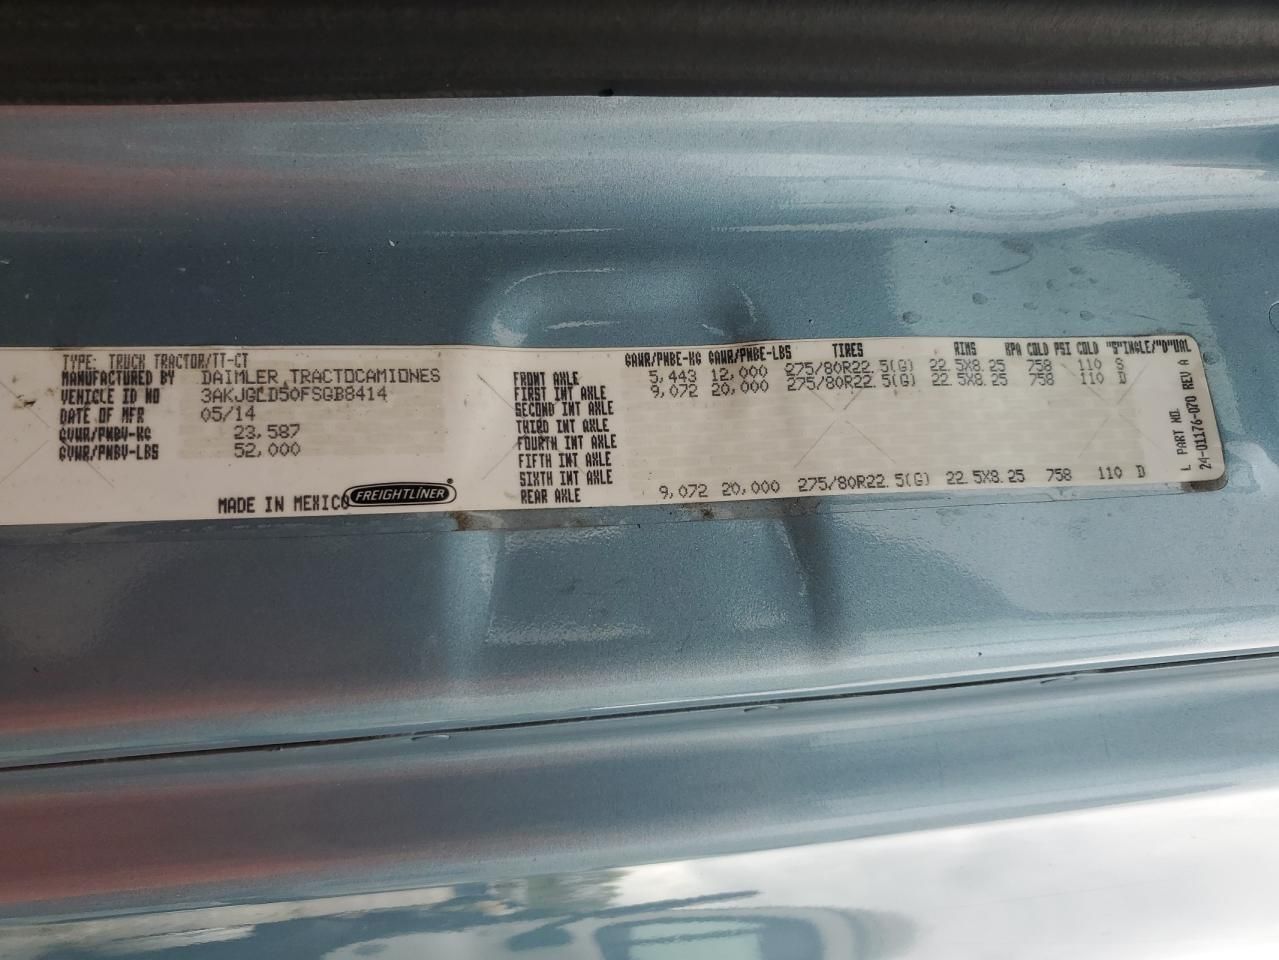 TYPE: TRUCK TRACTOR/TT-CT
MANUFACTURED BY DAIMLER TRACTOCAMIONES
VEHICLE ID NO 3AKJGLD50FSGB8414
DATE OF MFR 05/14
GVWR/PNBV-KG 23,587
GVWR/PNBV-LBS 52,000
MADE IN MEXICO FREIGHTLINER
GAWR/PNBE-KG GAWR/PNBE-LBS TIRES RIMS KPA COLD PSI COLD "S"INGLE/"D"UAL
FRONT AXLE 5,443 12,000 275/80R22.5(G) 22.5X8.25 758 110 S
FIRST INT AXLE 9,072 20,000 275/80R22.5(G) 22.5X8.25 758 110 D
SECOND INT AXLE
THIRD INT AXLE
FOURTH INT AXLE
FIFTH INT AXLE
SIXTH INT AXLE
REAR AXLE 9,072 20,000 275/80R22.5(G) 22.5X8.25 758 110 D
L PART NO.
24-01176-070 REV A